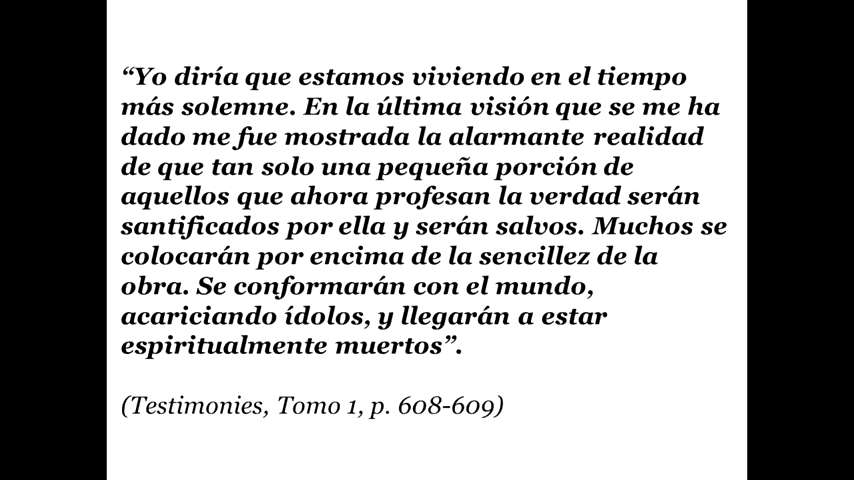 “Yo diría que estamos viviendo en el tiempo
más solemne. En la última visión que se me ha
dado me fue mostrada la alarmante realidad
de que tan solo una pequeña porción de
aquellos que ahora profesan la verdad serán
santificados por ella y serán salvos. Muchos se
colocarán por encima de la sencillez de la
obra. Se conformarán con el mundo,
acariciando ídolos, y llegarán a estar
espiritualmente muertos”.
(Testimonies, Tomo 1, p. 608-609)